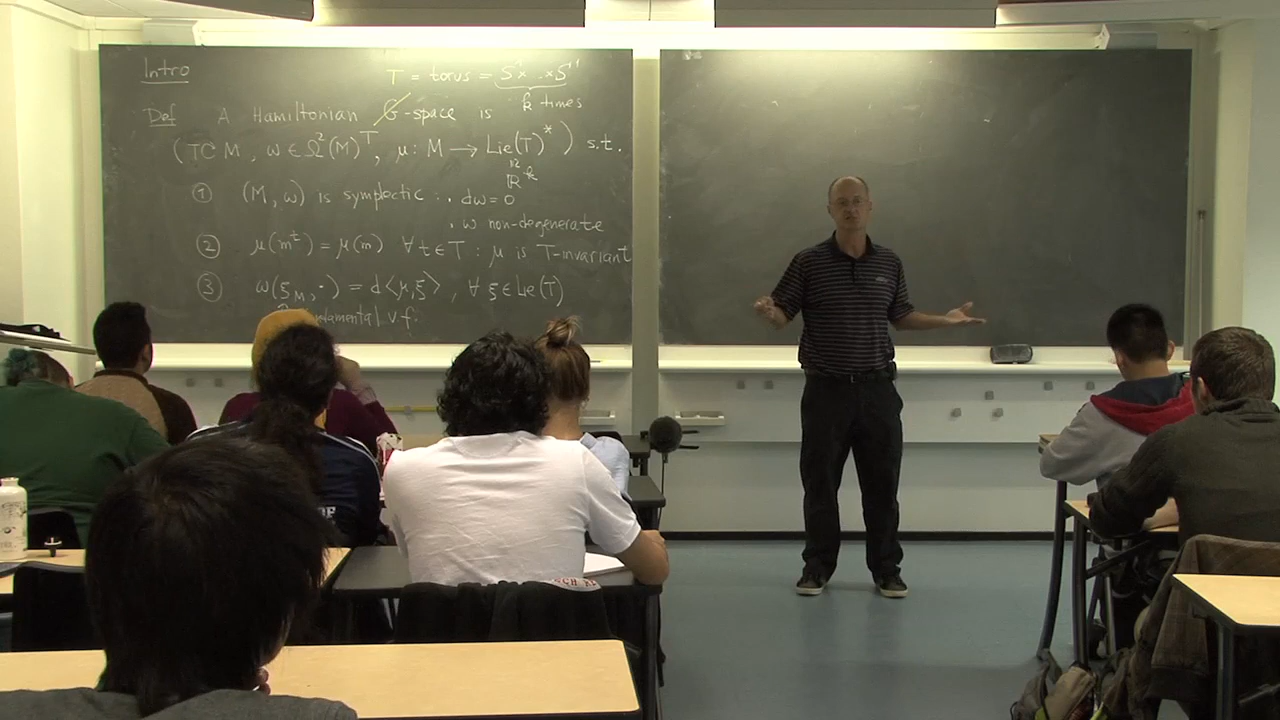 Intro
T = torus = S¹× . ×S¹
k times
Def A Hamiltonian G-space is
T
(T C M, ω ∈ Ω²(M)ᵀ, μ: M → Lie(T)*) s.t.
ℝᵏ
① (M, ω) is symplectic : . dω = 0
. ω non-degenerate
② μ(mᵗ) = μ(m) ∀ t ∈ T : μ is T-invariant
③ ω(ξ_M, ·) = d⟨μ, ξ⟩, ∀ ξ ∈ Lie(T)
v.f.